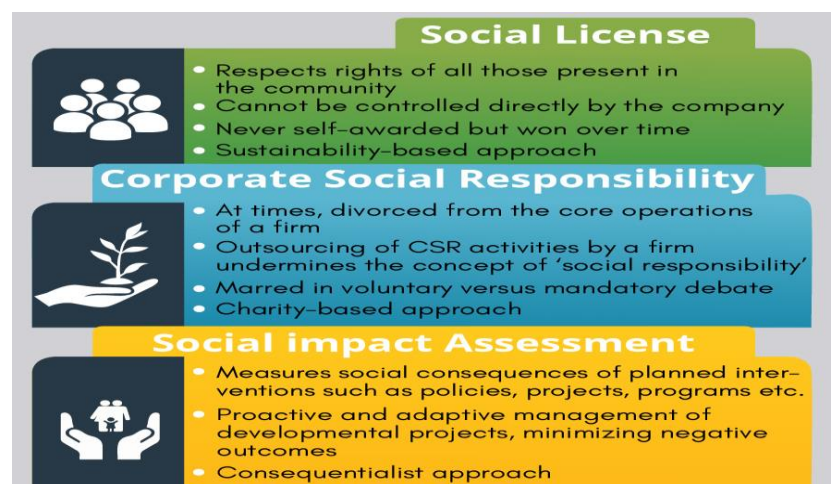 Social License
• Respects rights of all those present in
the community
• Cannot be controlled directly by the company
• Never self-awarded but won over time
• Sustainability-based approach
Corporate Social Responsibility
• At times, divorced from the core operations
of a firm
• Outsourcing of CSR activities by a firm
undermines the concept of ‘social responsibility’
• Marred in voluntary versus mandatory debate
• Charity-based approach
Social impact Assessment
• Measures social consequences of planned inter-
ventions such as policies, projects, programs etc.
• Proactive and adaptive management of
developmental projects, minimizing negative
outcomes
• Consequentialist approach